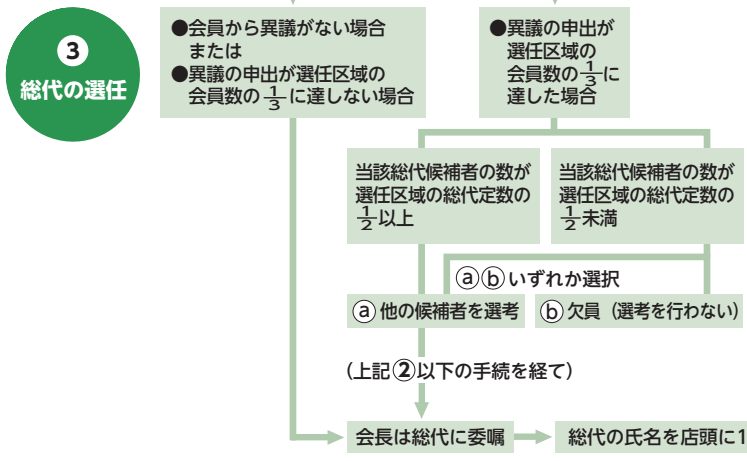 ③
総代の選任
●会員から異議がない場合
または
●異議の申出が選任区域の
会員数の1/3に達しない場合
●異議の申出が
選任区域の
会員数の1/3に
達した場合
当該総代候補者の数が
選任区域の総代定数の
1/2以上
当該総代候補者の数が
選任区域の総代定数の
1/2未満
ⓐⓑいずれか選択
ⓐ他の候補者を選考
ⓑ欠員（選考を行わない）
（上記②以下の手続を経て）
会長は総代に委嘱
総代の氏名を店頭に1